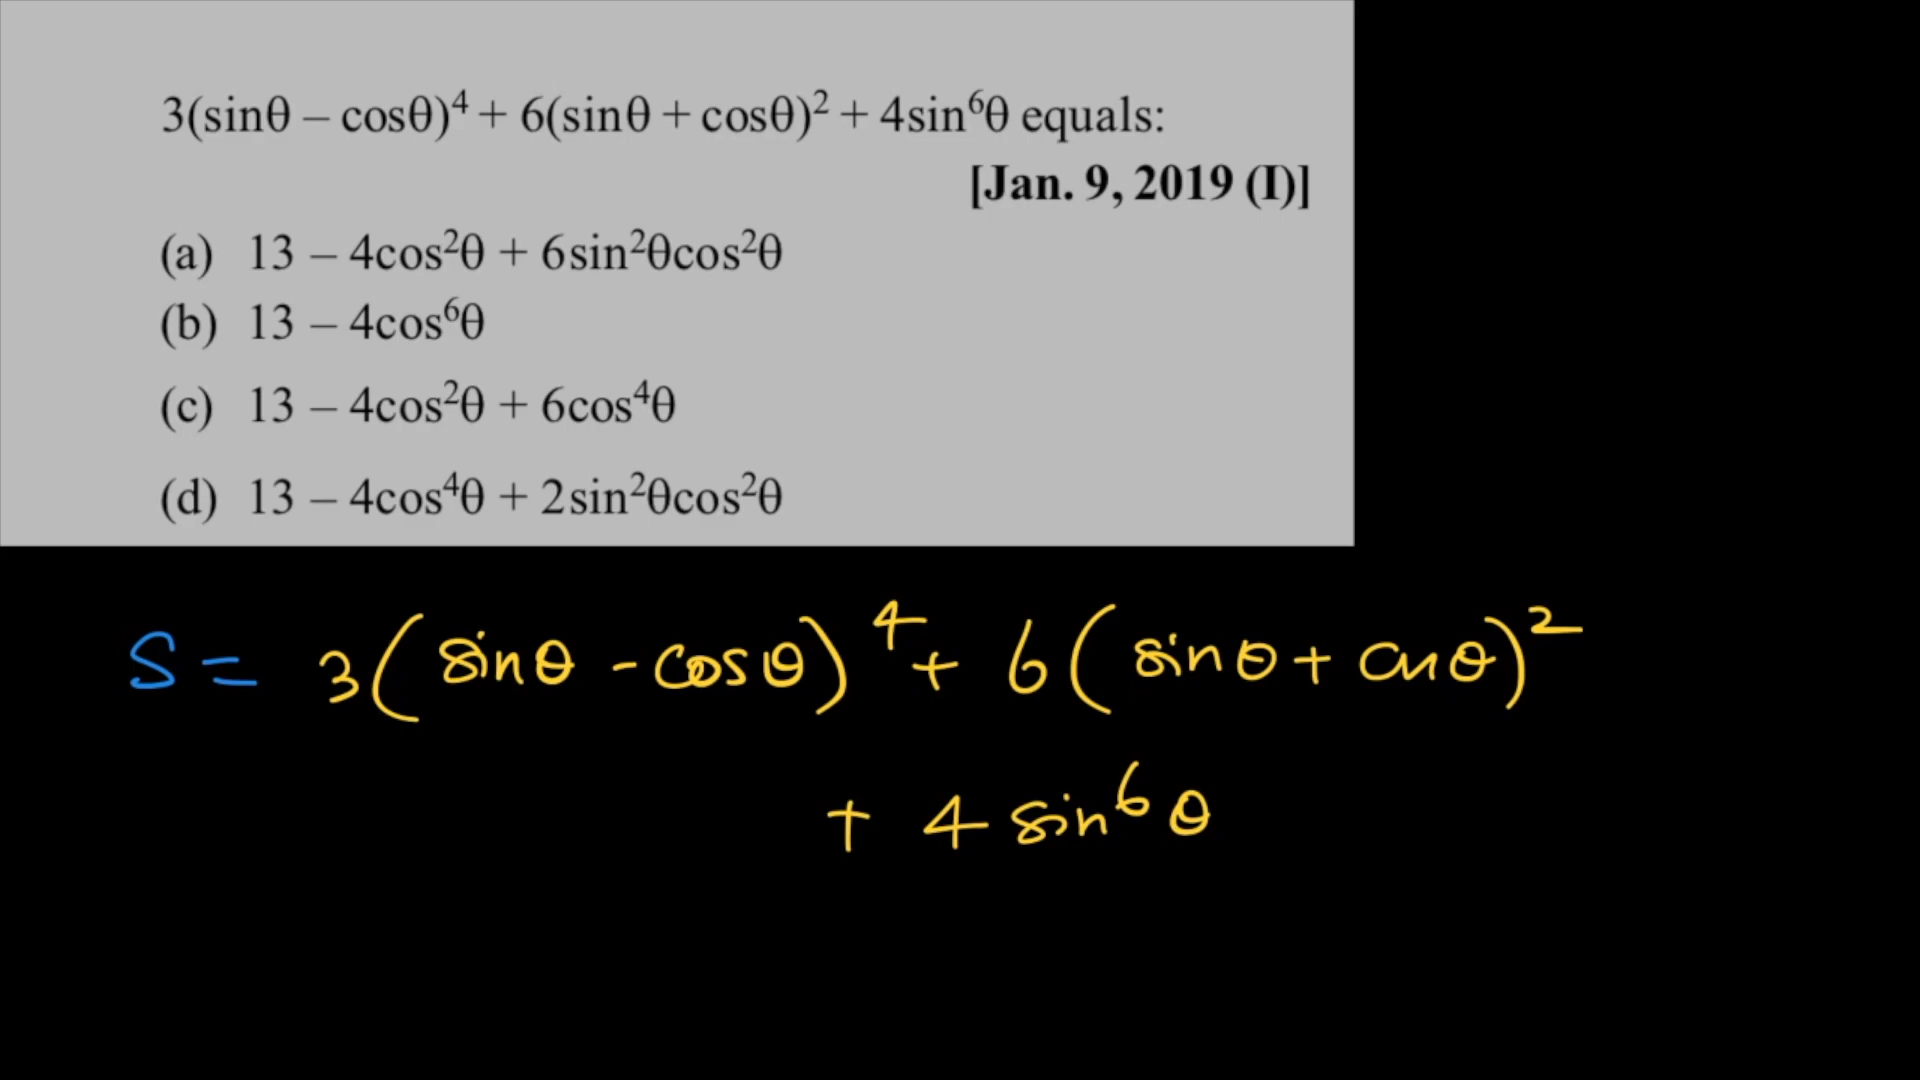 3(sinθ – cosθ)⁴ + 6(sinθ + cosθ)² + 4sin⁶θ equals:
[Jan. 9, 2019 (I)]
(a) 13 – 4cos²θ + 6sin²θcos²θ
(b) 13 – 4cos⁶θ
(c) 13 – 4cos²θ + 6cos⁴θ
(d) 13 – 4cos⁴θ + 2sin²θcos²θ
S = 3(sinθ - cosθ)⁴ + 6(sinθ + cosθ)²
+ 4 sin⁶θ